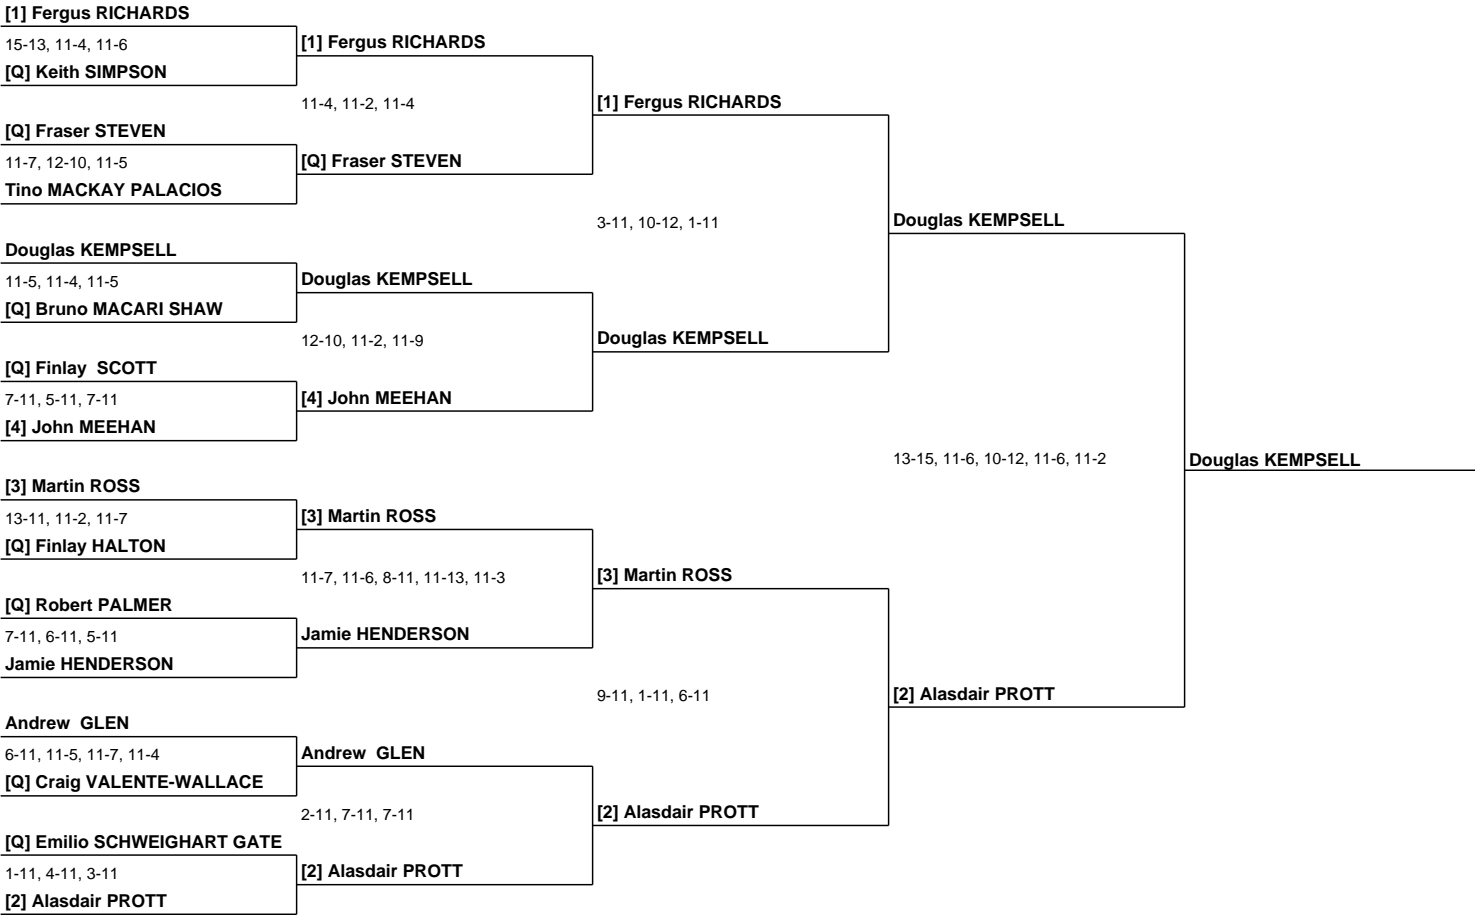 [1] Fergus RICHARDS
15-13, 11-4, 11-6
[Q] Keith SIMPSON
[Q] Fraser STEVEN
11-7, 12-10, 11-5
Tino MACKAY PALACIOS
Douglas KEMPSELL
11-5, 11-4, 11-5
[Q] Bruno MACARI SHAW
[Q] Finlay  SCOTT
7-11, 5-11, 7-11
[4] John MEEHAN
[3] Martin ROSS
13-11, 11-2, 11-7
[Q] Finlay HALTON
[Q] Robert PALMER
7-11, 6-11, 5-11
Jamie HENDERSON
Andrew  GLEN
6-11, 11-5, 11-7, 11-4
[Q] Craig VALENTE-WALLACE
[Q] Emilio SCHWEIGHART GATE
1-11, 4-11, 3-11
[2] Alasdair PROTT
[1] Fergus RICHARDS
11-4, 11-2, 11-4
[Q] Fraser STEVEN
Douglas KEMPSELL
12-10, 11-2, 11-9
[4] John MEEHAN
[3] Martin ROSS
11-7, 11-6, 8-11, 11-13, 11-3
Jamie HENDERSON
Andrew  GLEN
2-11, 7-11, 7-11
[2] Alasdair PROTT
[1] Fergus RICHARDS
3-11, 10-12, 1-11
Douglas KEMPSELL
[3] Martin ROSS
9-11, 1-11, 6-11
[2] Alasdair PROTT
Douglas KEMPSELL
13-15, 11-6, 10-12, 11-6, 11-2
[2] Alasdair PROTT
Douglas KEMPSELL